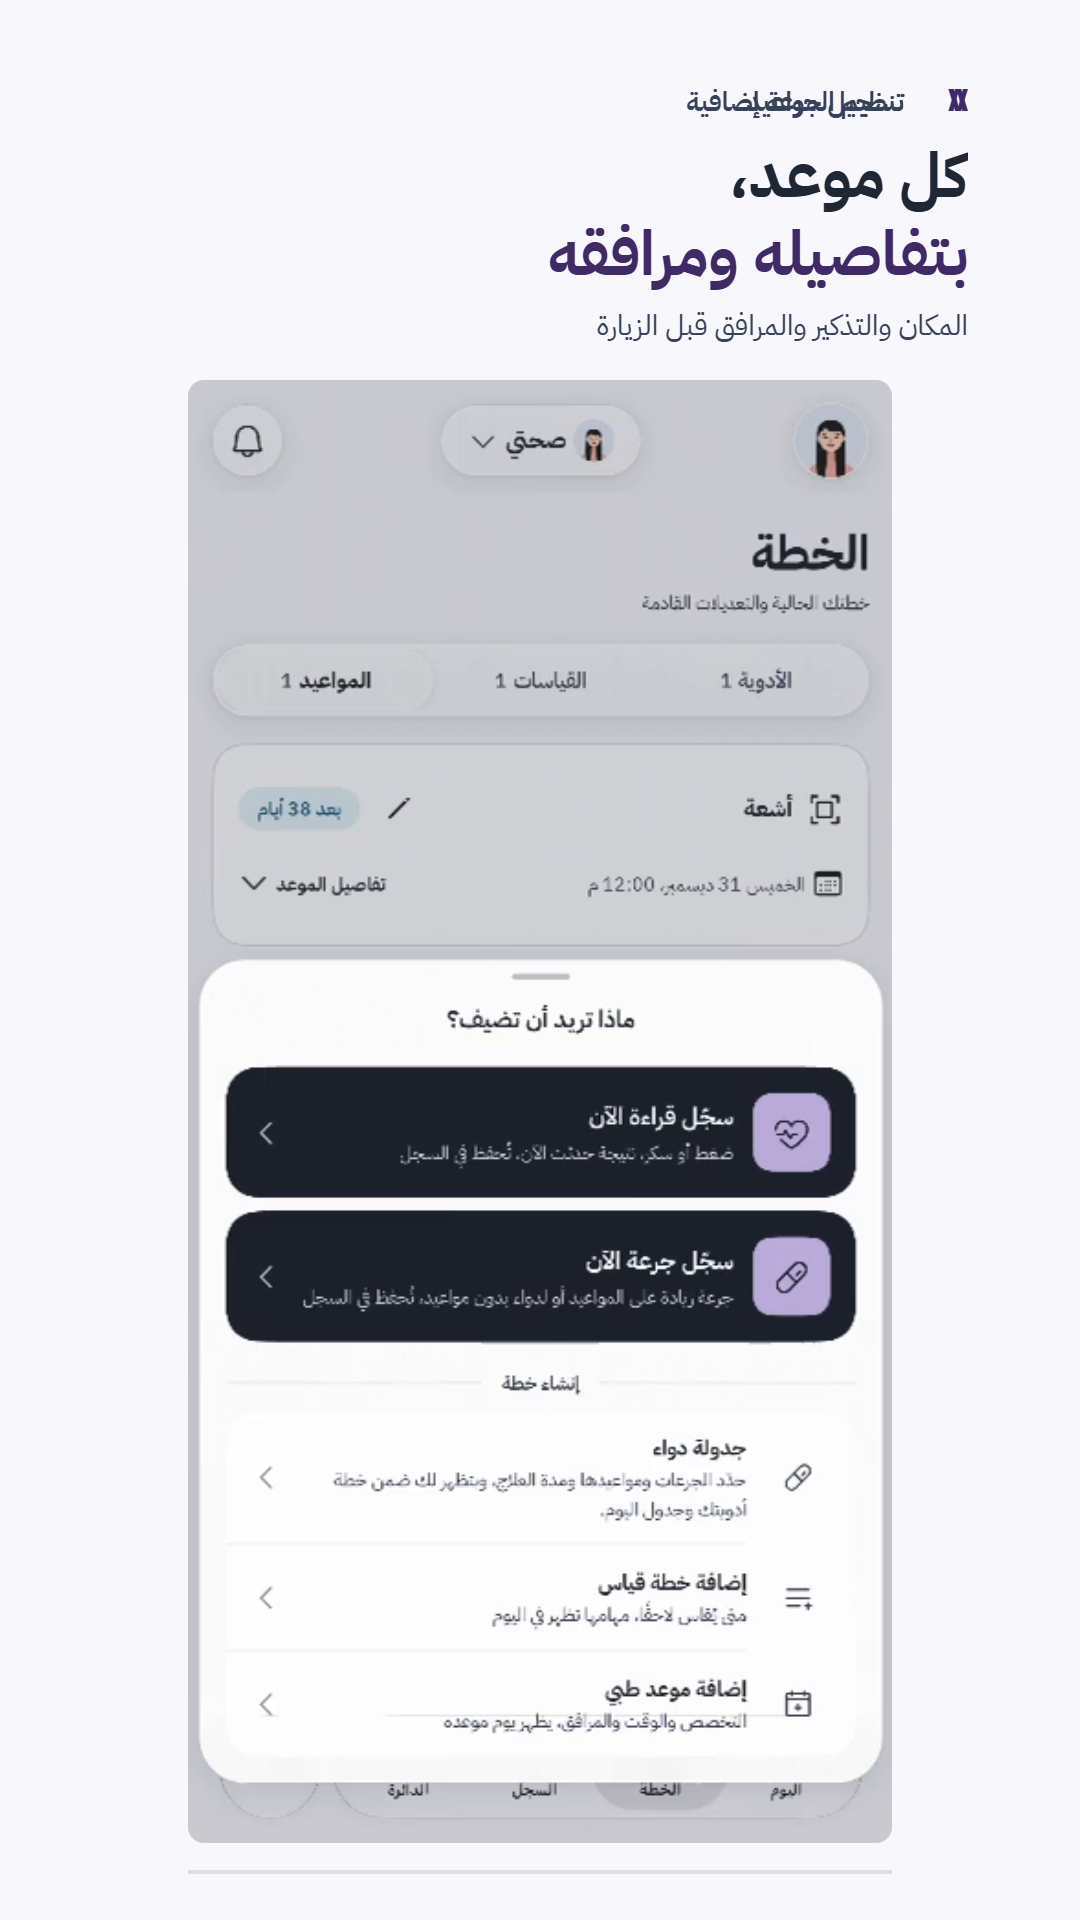 كل موعد،
بتفاصيله ومرافقه
المكان والتذكير والمرافق قبل الزيارة
صحتي
الخطة
خطتك الحالية والتعديلات القادمة
الأدوية 1
القياسات 1
المواعيد 1
أشعة
بعد 38 أيام
الخميس 31 ديسمبر، 12:00 م
تفاصيل الموعد
ماذا تريد أن تضيف؟
سجّل قراءة الآن
ضغط أو سكر، نتيجة حدثت الآن، تُحفظ في السجل
سجّل جرعة الآن
جرعة زيادة على المواعيد أو لدواء بدون مواعيد، تُحفظ في السجل
إنشاء خطة
جدولة دواء
حدّد الجرعات ومواعيدها ومدة العلاج، وبتظهر لك ضمن خطة
أدويتك وجدول اليوم.
إضافة خطة قياس
متى يُقاس لاحقًا، مهامها تظهر في اليوم
إضافة موعد طبي
التخصص والوقت والمرافق، يظهر يوم موعده
اليوم
الخطة
السجل
الدائرة